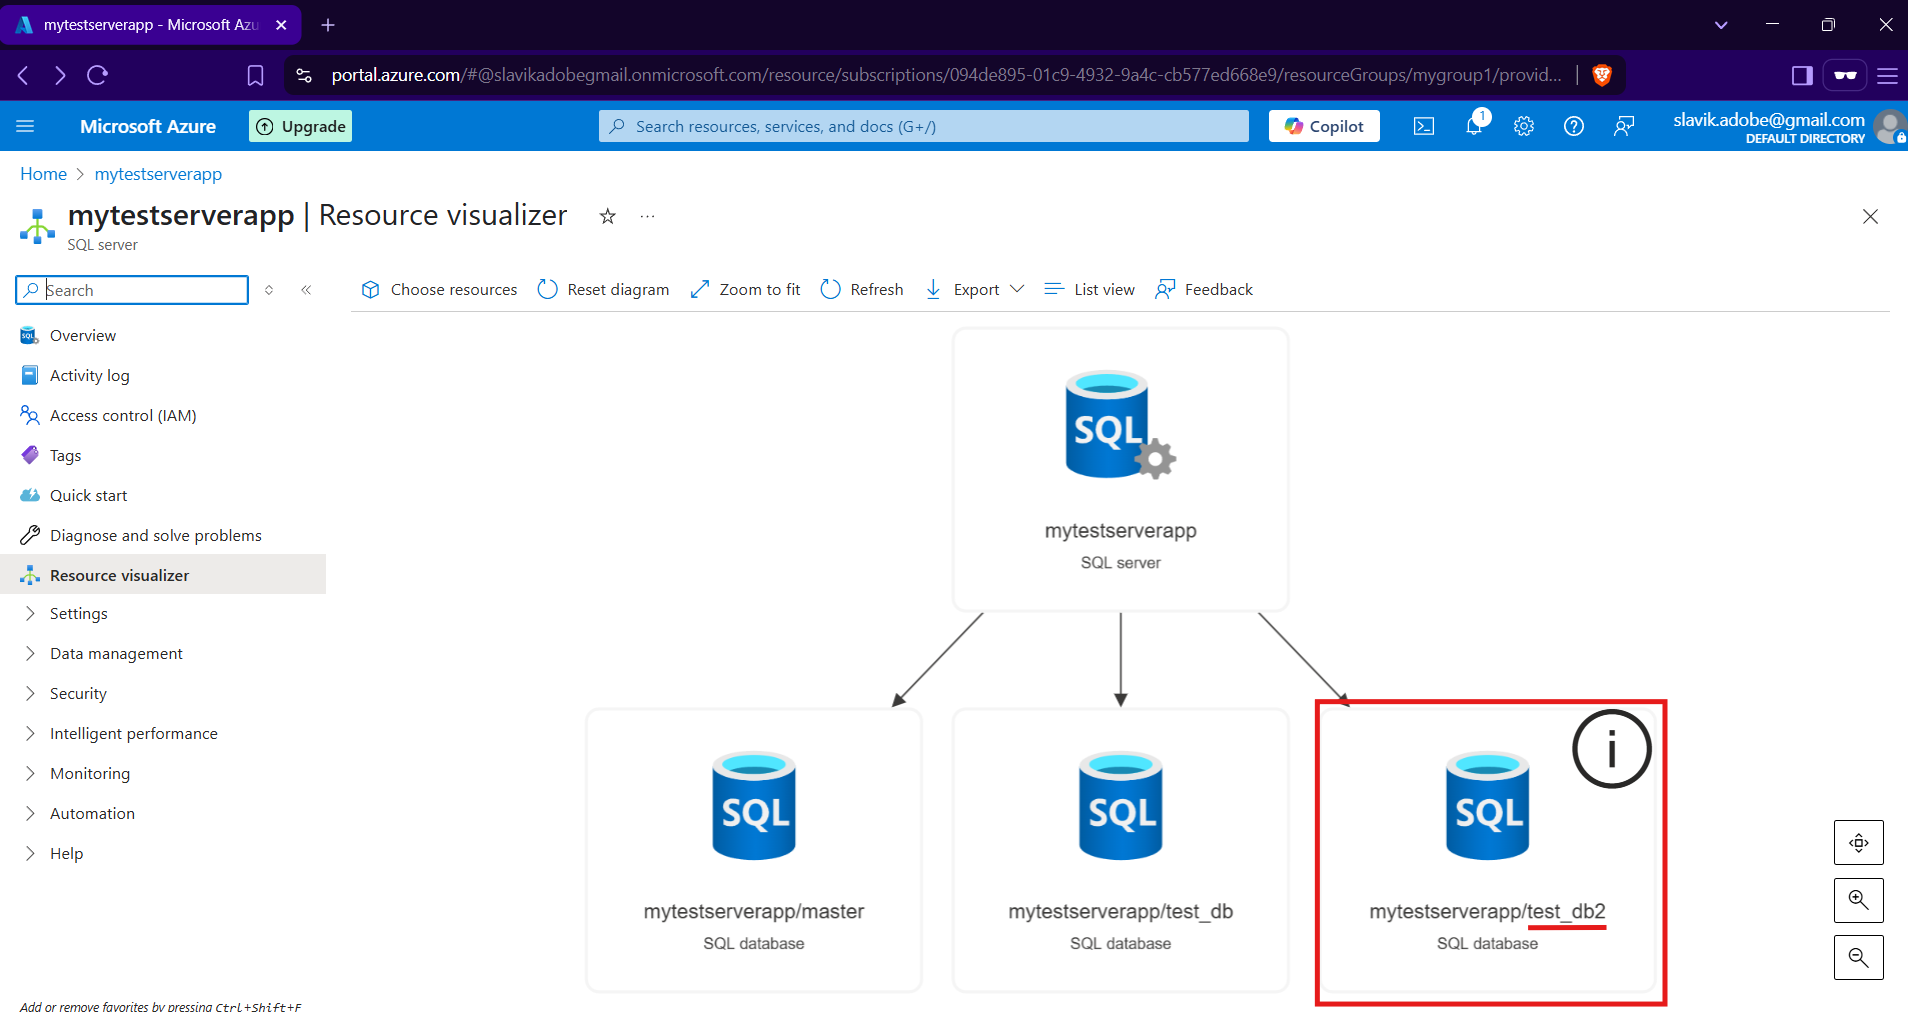 mytestserverapp - Microsoft Azu
portal.azure.com/#@slavikadobegmail.onmicrosoft.com/resource/subscriptions/094de895-01c9-4932-9a4c-cb577ed668e9/resourceGroups/mygroup1/provid...
Microsoft Azure
Upgrade
Search resources, services, and docs (G+/)
Copilot
1
slavik.adobe@gmail.com
DEFAULT DIRECTORY
Home > mytestserverapp
mytestserverapp | Resource visualizer
SQL server
Search
Choose resources
Reset diagram
Zoom to fit
Refresh
Export
List view
Feedback
Overview
Activity log
Access control (IAM)
Tags
Quick start
Diagnose and solve problems
Resource visualizer
Settings
Data management
Security
Intelligent performance
Monitoring
Automation
Help
Add or remove favorites by pressing Ctrl+Shift+F
SQL
mytestserverapp
SQL server
SQL
mytestserverapp/master
SQL database
SQL
mytestserverapp/test_db
SQL database
i
SQL
mytestserverapp/test_db2
SQL database